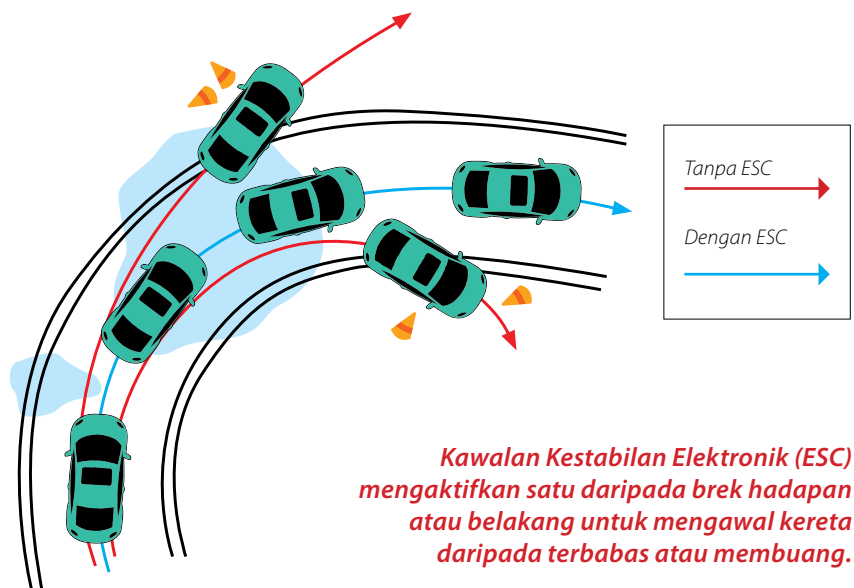 Tanpa ESC
Dengan ESC
Kawalan Kestabilan Elektronik (ESC)
mengaktifkan satu daripada brek hadapan
atau belakang untuk mengawal kereta
daripada terbabas atau membuang.